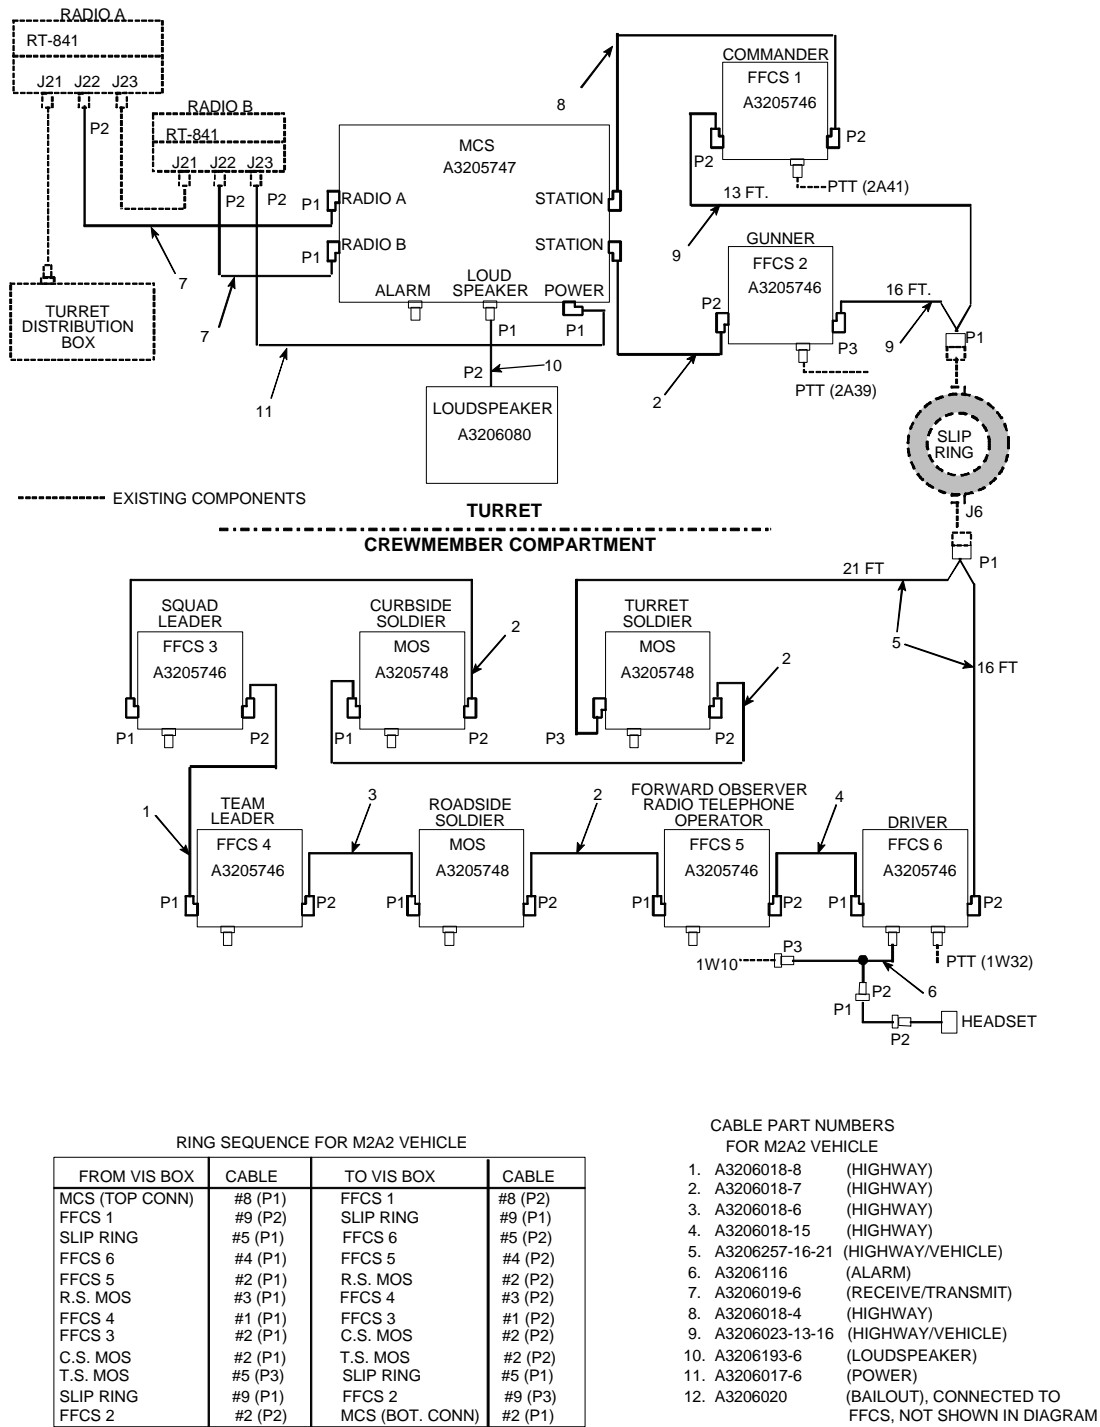 RADIO A
RT-841
J21 J22 J23
P2
RADIO B
RT-841
J21 J22 J23
P2 P2
TURRET
DISTRIBUTION
BOX
7
7
11
MCS
A3205747
P1 RADIO A
P1 RADIO B
STATION
STATION
ALARM
LOUD
SPEAKER
POWER
P1
P1
P2
10
LOUDSPEAKER
A3206080
8
COMMANDER
FFCS 1
A3205746
P2
P2
PTT (2A41)
13 FT.
9
GUNNER
FFCS 2
A3205746
P2
P3
16 FT.
9
PTT (2A39)
2
P1
SLIP
RING
J6
P1
EXISTING COMPONENTS
TURRET
CREWMEMBER COMPARTMENT
21 FT
5
16 FT
SQUAD
LEADER
FFCS 3
A3205746
P1
P2
CURBSIDE
SOLDIER
MOS
A3205748
P1
P2
2
TURRET
SOLDIER
MOS
A3205748
P3
P2
2
1
TEAM
LEADER
FFCS 4
A3205746
P1
P2
3
ROADSIDE
SOLDIER
MOS
A3205748
P1
P2
2
FORWARD OBSERVER
RADIO TELEPHONE
OPERATOR
FFCS 5
A3205746
P1
P2
4
DRIVER
FFCS 6
A3205746
P1
P2
1W10
P3
PTT (1W32)
6
P2
P1
P2
HEADSET
RING SEQUENCE FOR M2A2 VEHICLE
FROM VIS BOX CABLE TO VIS BOX CABLE
MCS (TOP CONN) #8 (P1) FFCS 1 #8 (P2)
FFCS 1 #9 (P2) SLIP RING #9 (P1)
SLIP RING #5 (P1) FFCS 6 #5 (P2)
FFCS 6 #4 (P1) FFCS 5 #4 (P2)
FFCS 5 #2 (P1) R.S. MOS #2 (P2)
R.S. MOS #3 (P1) FFCS 4 #3 (P2)
FFCS 4 #1 (P1) FFCS 3 #1 (P2)
FFCS 3 #2 (P1) C.S. MOS #2 (P2)
C.S. MOS #2 (P1) T.S. MOS #2 (P2)
T.S. MOS #5 (P3) SLIP RING #5 (P1)
SLIP RING #9 (P1) FFCS 2 #9 (P3)
FFCS 2 #2 (P2) MCS (BOT. CONN) #2 (P1)
CABLE PART NUMBERS
FOR M2A2 VEHICLE
1. A3206018-8 (HIGHWAY)
2. A3206018-7 (HIGHWAY)
3. A3206018-6 (HIGHWAY)
4. A3206018-15 (HIGHWAY)
5. A3206257-16-21 (HIGHWAY/VEHICLE)
6. A3206116 (ALARM)
7. A3206019-6 (RECEIVE/TRANSMIT)
8. A3206018-4 (HIGHWAY)
9. A3206023-13-16 (HIGHWAY/VEHICLE)
10. A3206193-6 (LOUDSPEAKER)
11. A3206017-6 (POWER)
12. A3206020 (BAILOUT), CONNECTED TO
FFCS, NOT SHOWN IN DIAGRAM